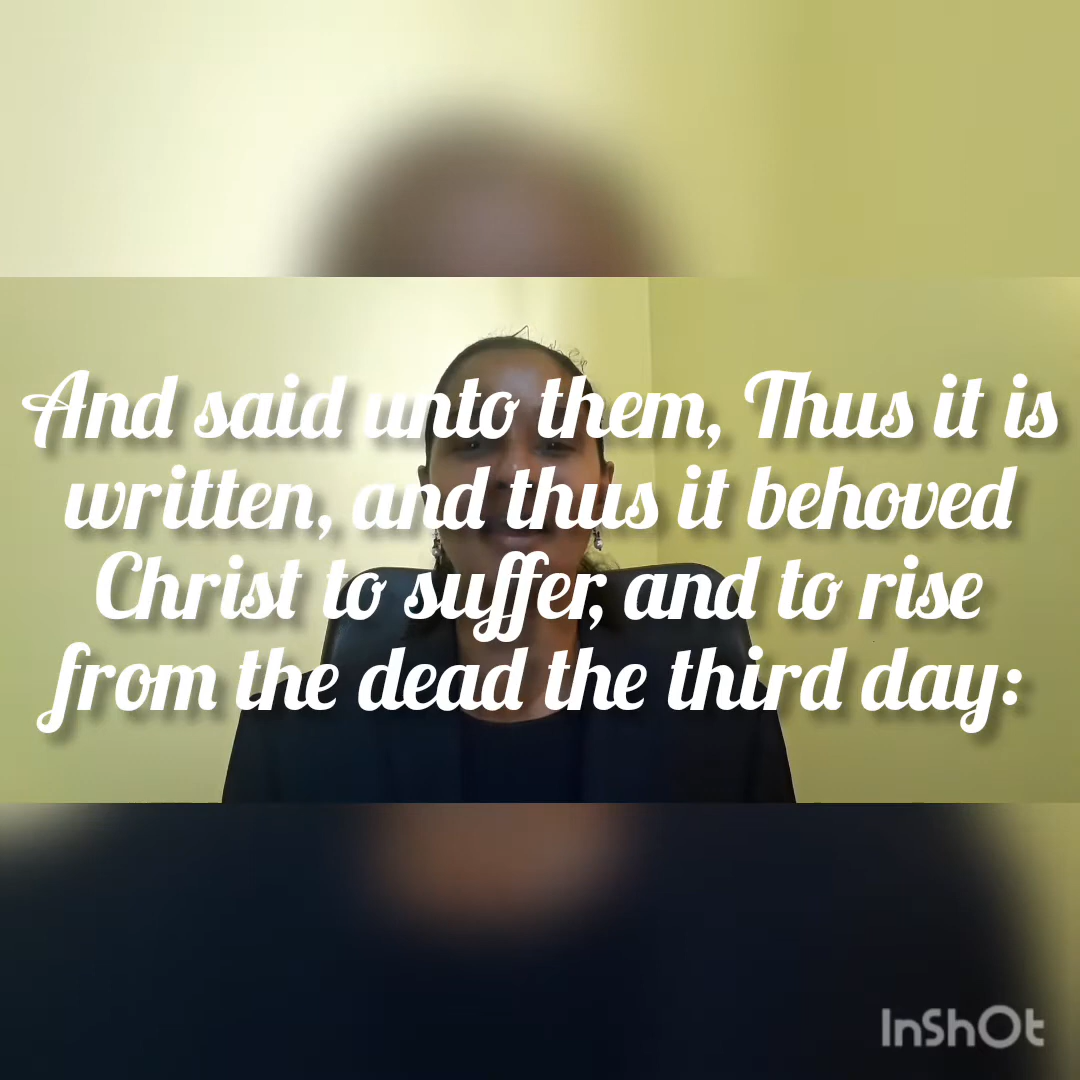 And said unto them, Thus it is
written, and thus it behoved
Christ to suffer, and to rise
from the dead the third day:
InShOt